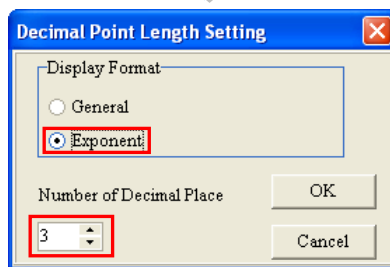 Decimal Point Length Setting
Display Format
General
Exponent
Number of Decimal Place
OK
3
Cancel